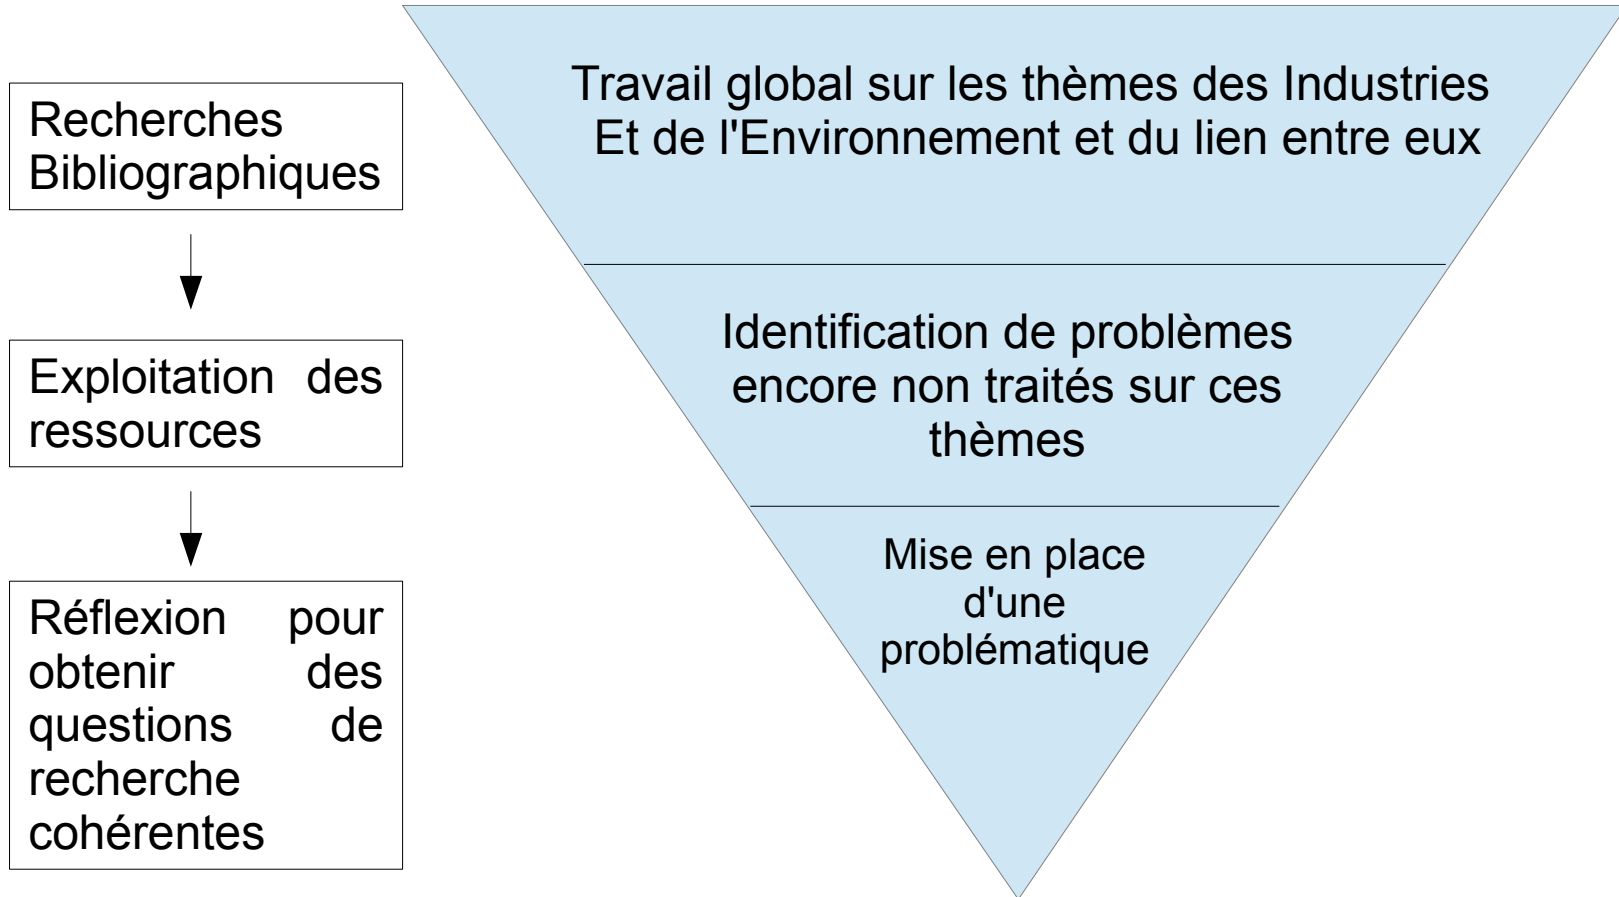 Recherches
Bibliographiques
Travail global sur les thèmes des Industries
Et de l'Environnement et du lien entre eux
Exploitation des
ressources
Identification de problèmes
encore non traités sur ces
thèmes
Réflexion pour
obtenir des
questions de
recherche
cohérentes
Mise en place
d'une
problématique